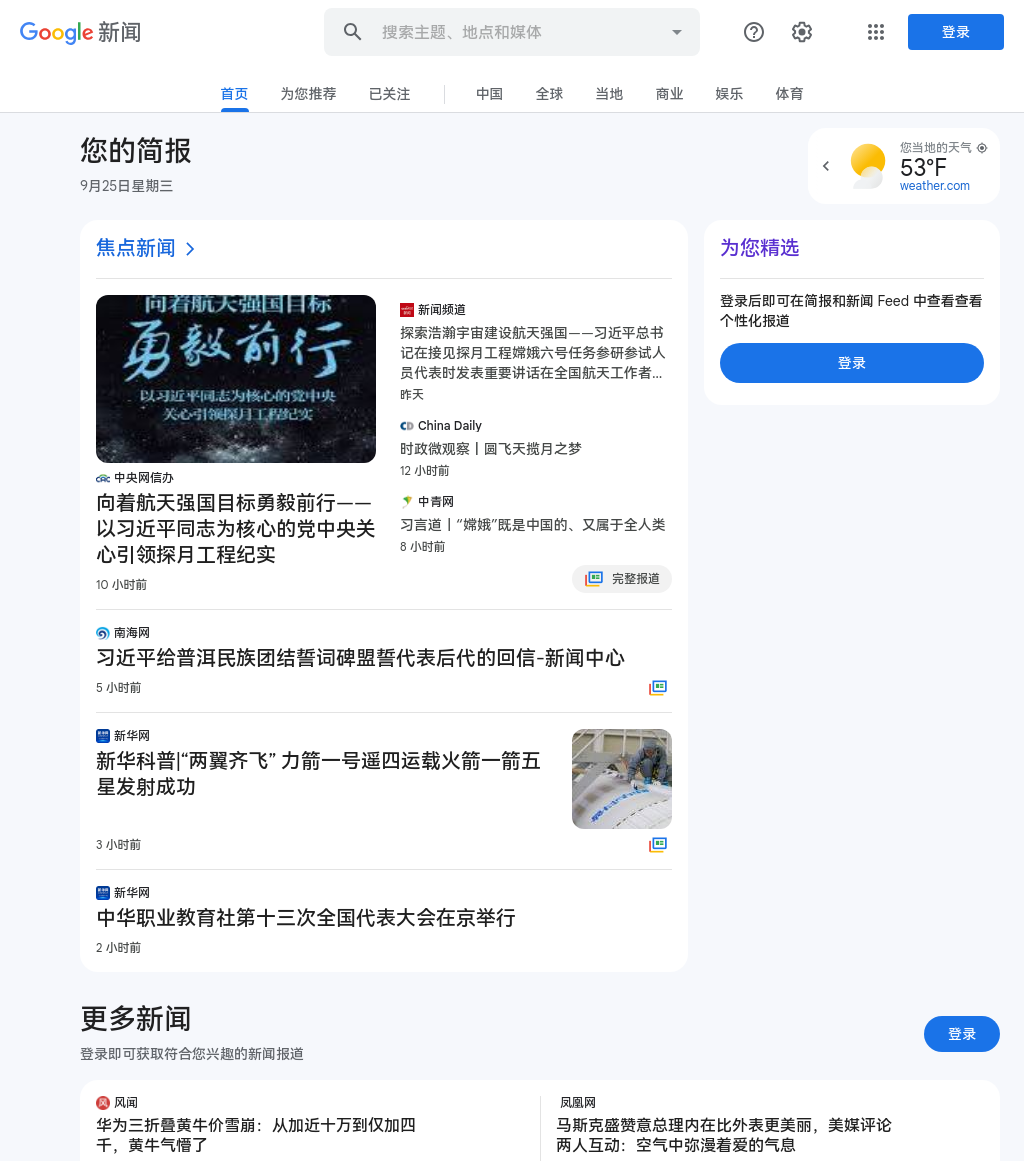 Google 新闻
搜索主题、地点和媒体
登录
首页
为您推荐
已关注
中国
全球
当地
商业
娱乐
体育
您的简报
9月25日星期三
您当地的天气
53°F
weather.com
焦点新闻
向着航天强国目标
勇毅前行
以习近平同志为核心的党中央
关心引领探月工程纪实
中央网信办
向着航天强国目标勇毅前行——
以习近平同志为核心的党中央关
心引领探月工程纪实
10 小时前
新闻频道
探索浩瀚宇宙建设航天强国——习近平总书
记在接见探月工程嫦娥六号任务参研参试人
员代表时发表重要讲话在全国航天工作者...
昨天
China Daily
时政微观察丨圆飞天揽月之梦
12 小时前
中青网
习言道丨“嫦娥”既是中国的、又属于全人类
8 小时前
完整报道
南海网
习近平给普洱民族团结誓词碑盟誓代表后代的回信-新闻中心
5 小时前
新华网
新华科普|“两翼齐飞” 力箭一号遥四运载火箭一箭五
星发射成功
3 小时前
新华网
中华职业教育社第十三次全国代表大会在京举行
2 小时前
为您精选
登录后即可在简报和新闻 Feed 中查看查看
个性化报道
登录
更多新闻
登录即可获取符合您兴趣的新闻报道
登录
风闻
华为三折叠黄牛价雪崩：从加近十万到仅加四
千，黄牛气懵了
凤凰网
马斯克盛赞意总理内在比外表更美丽，美媒评论
两人互动：空气中弥漫着爱的气息